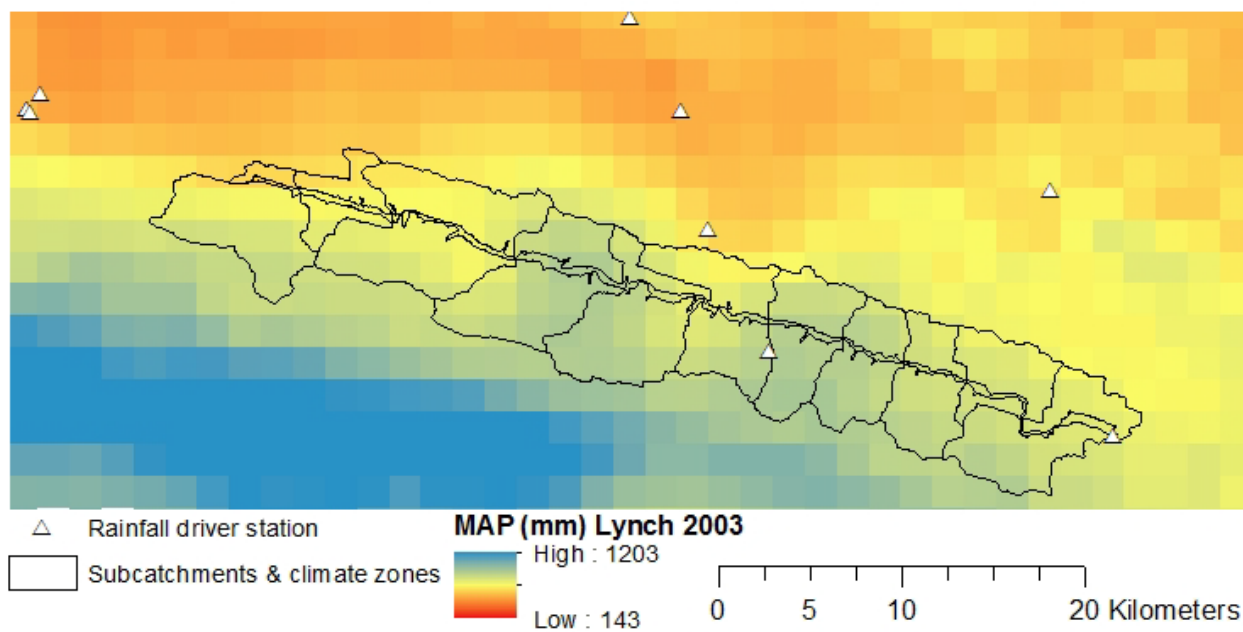 Rainfall driver station
Subcatchments & climate zones
MAP (mm) Lynch 2003
High : 1203
Low : 143
0 5 10 20 Kilometers